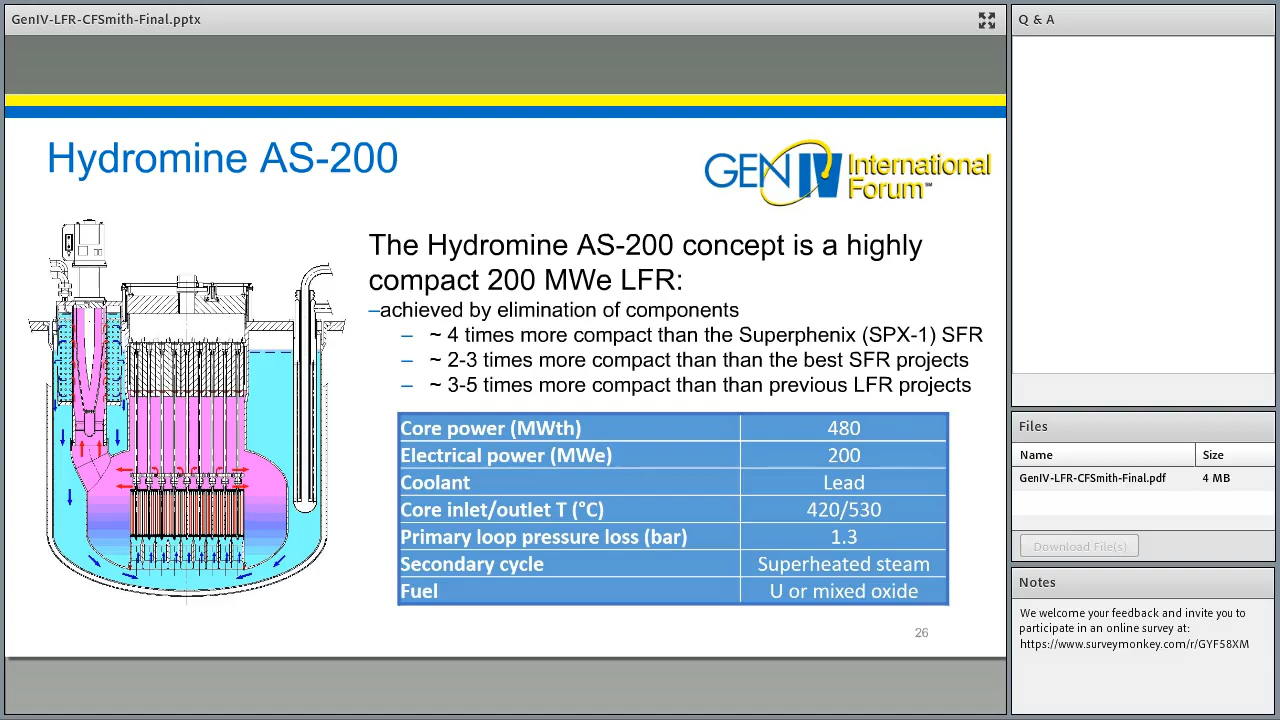 GenIV-LFR-CFSmith-Final.pptx
Hydromine AS-200
GEN IV International
Forum™
The Hydromine AS-200 concept is a highly
compact 200 MWe LFR:
–achieved by elimination of components
– ~ 4 times more compact than the Superphenix (SPX-1) SFR
– ~ 2-3 times more compact than than the best SFR projects
– ~ 3-5 times more compact than than previous LFR projects
Core power (MWth) 480
Electrical power (MWe) 200
Coolant Lead
Core inlet/outlet T (°C) 420/530
Primary loop pressure loss (bar) 1.3
Secondary cycle Superheated steam
Fuel U or mixed oxide
26
Q & A
Files
Name Size
GenIV-LFR-CFSmith-Final.pdf 4 MB
Download File(s)
Notes
We welcome your feedback and invite you to
participate in an online survey at:
https://www.surveymonkey.com/r/GYF58XM